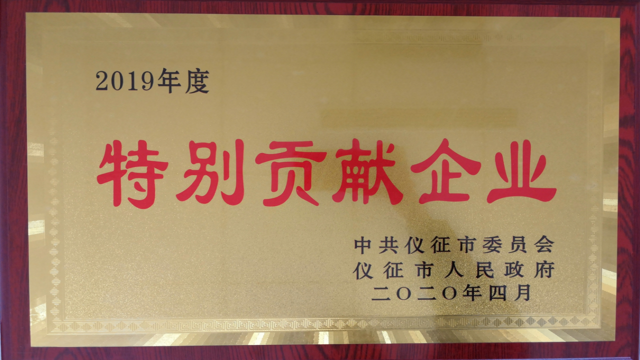 2019年度
特别贡献企业
中共仪征市委员会
仪征市人民政府
二〇二〇年四月